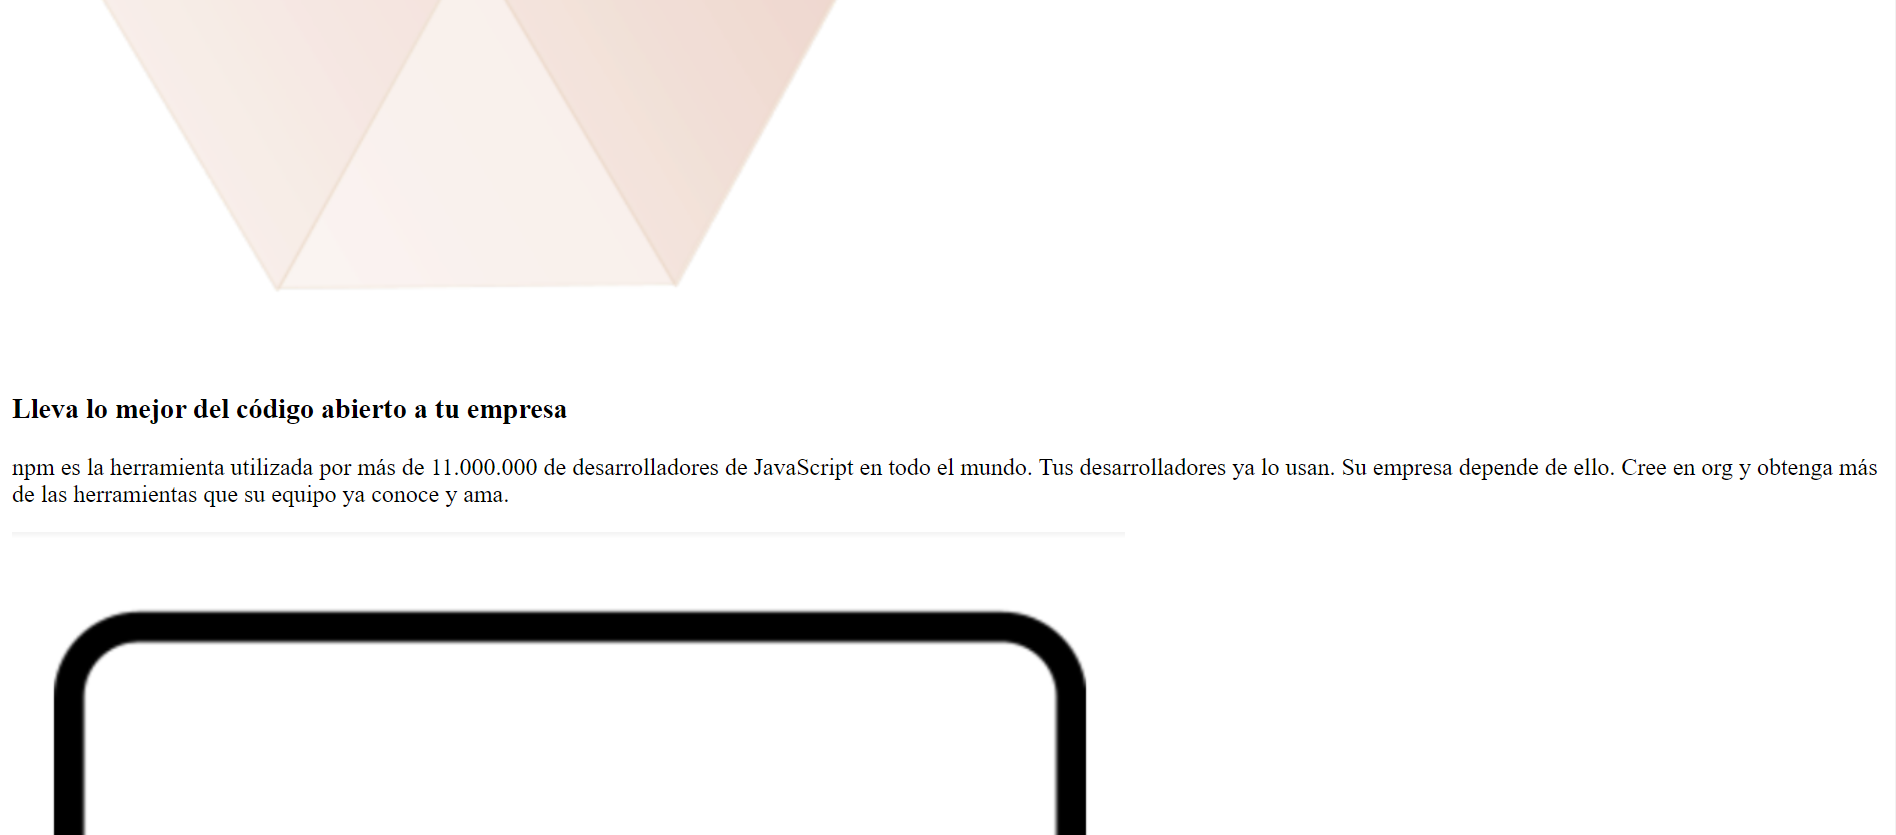 Lleva lo mejor del código abierto a tu empresa
npm es la herramienta utilizada por más de 11.000.000 de desarrolladores de JavaScript en todo el mundo. Tus desarrolladores ya lo usan. Su empresa depende de ello. Cree en org y obtenga más
de las herramientas que su equipo ya conoce y ama.